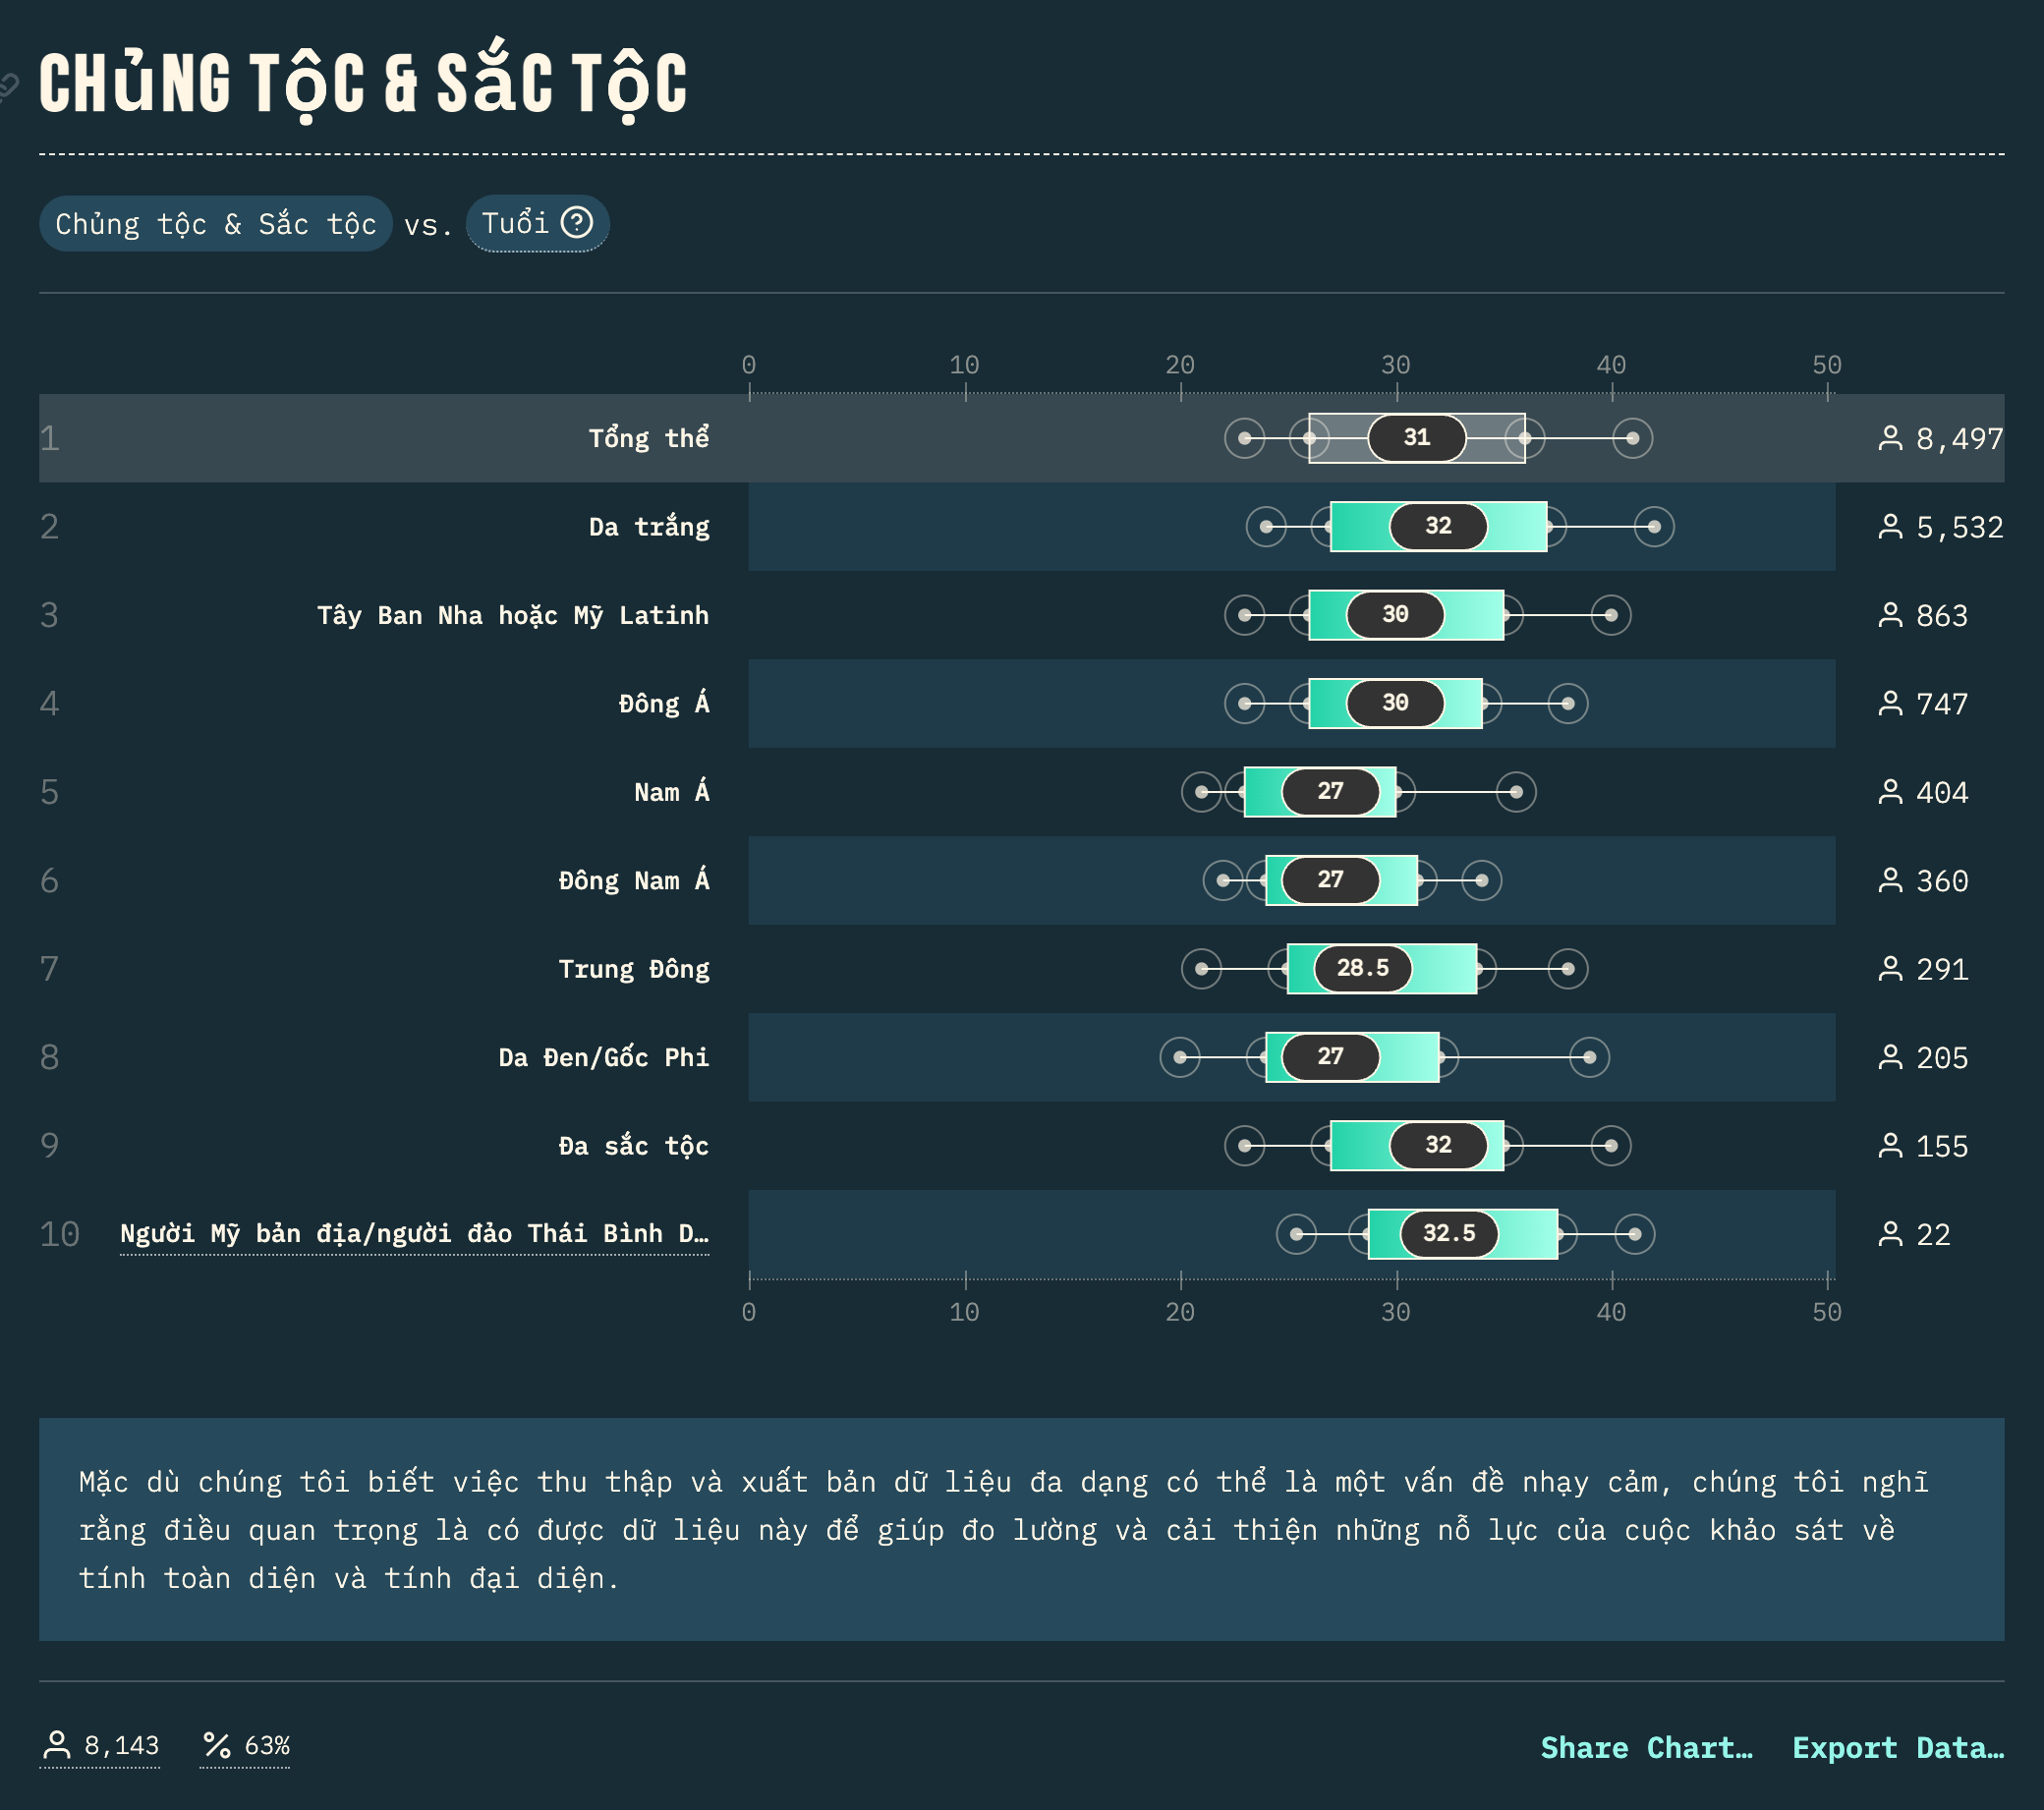 CHỦNG TỘC & SẮC TỘC
Chủng tộc & Sắc tộc vs. Tuổi ?
0 10 20 30 40 50
1 Tổng thể 31 8,497
2 Da trắng 32 5,532
3 Tây Ban Nha hoặc Mỹ Latinh 30 863
4 Đông Á 30 747
5 Nam Á 27 404
6 Đông Nam Á 27 360
7 Trung Đông 28.5 291
8 Da Đen/Gốc Phi 27 205
9 Đa sắc tộc 32 155
10 Người Mỹ bản địa/người đảo Thái Bình D… 32.5 22
0 10 20 30 40 50
Mặc dù chúng tôi biết việc thu thập và xuất bản dữ liệu đa dạng có thể là một vấn đề nhạy cảm, chúng tôi nghĩ
rằng điều quan trọng là có được dữ liệu này để giúp đo lường và cải thiện những nỗ lực của cuộc khảo sát về
tính toàn diện và tính đại diện.
8,143 % 63% Share Chart… Export Data…